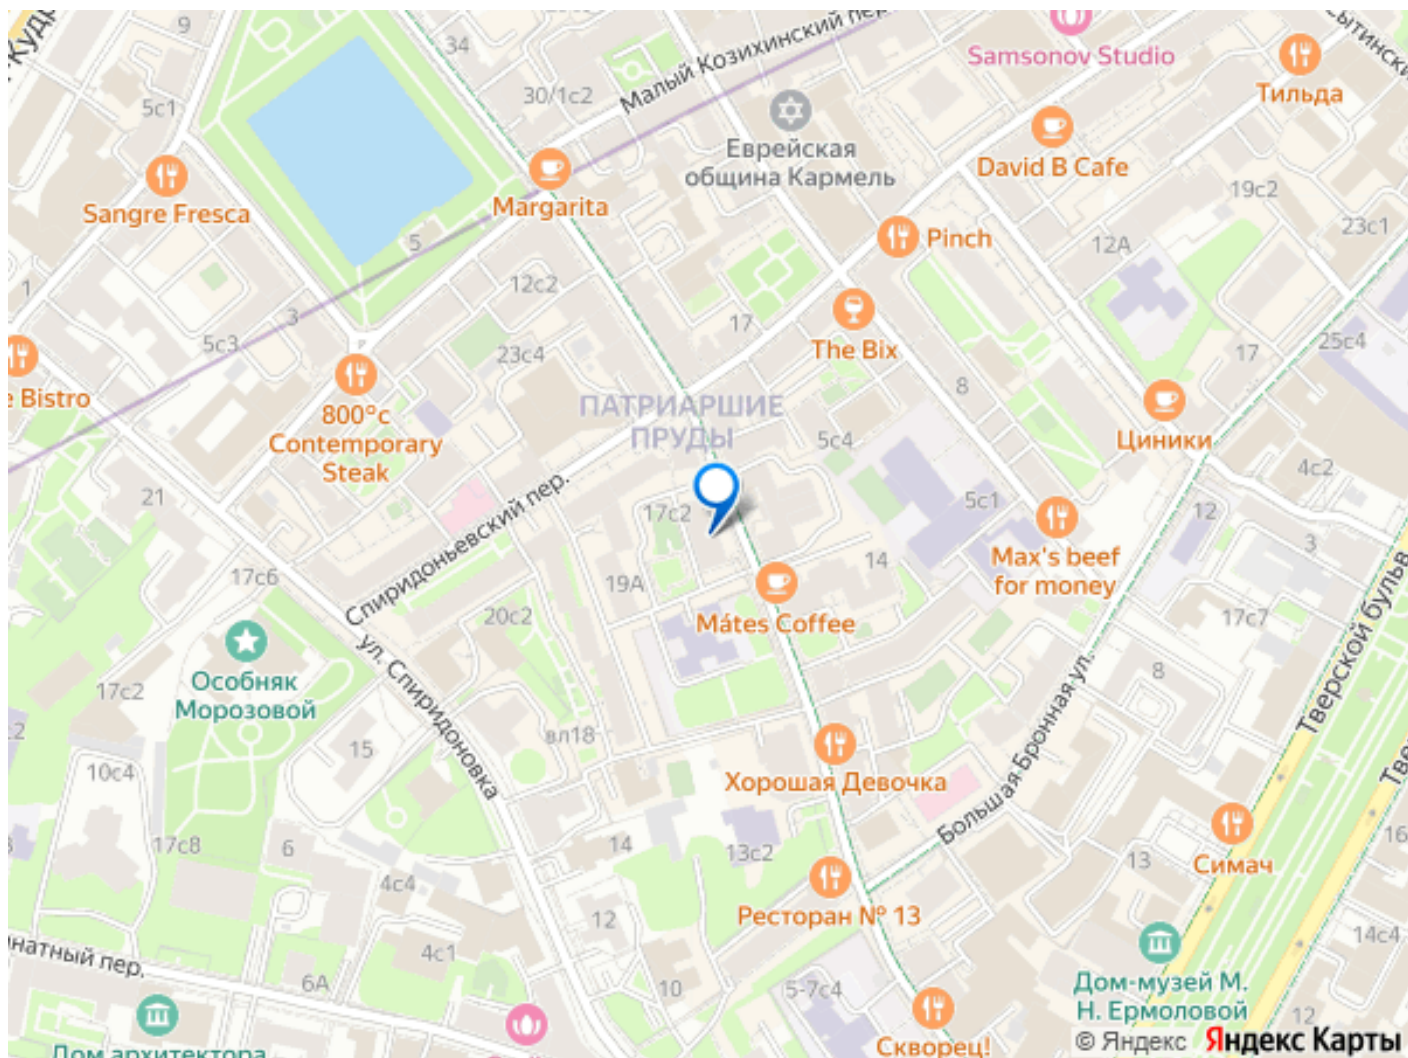 9
34
Малый Козихинский пер.
Samsonov Studio
Тильда
5с1
30/1с2
Еврейская
община Кармель
David B Cafe
19с2
Sangre Fresca
Margarita
5
Pinch
12А
23с1
1
12с2
3
17
The Bix
5с3
23с4
17
25с4
8
e Bistro
800°c
Contemporary
Steak
ПАТРИАРШИЕ
ПРУДЫ
5с4
Циники
4с2
21
Спиридоньевский пер.
17с2
5с1
12
3
Max's beef
for money
14
17с6
19А
20с2
Mátes Coffee
17с7
Тверской бульв
Особняк
Морозовой
ул. Спиридоновка
17с2
8
Большая Бронная ул.
вл18
15
10с4
Хорошая Девочка
17с8
6
14
13с2
13
Симач
16
4с4
12
Ресторан № 13
натный пер.
4с1
14с4
6А
10
5-7с4
Дом-музей М.
Н. Ермоловой
12
Дом архитектора
Скворец!
© Яндекс Яндекс Карты